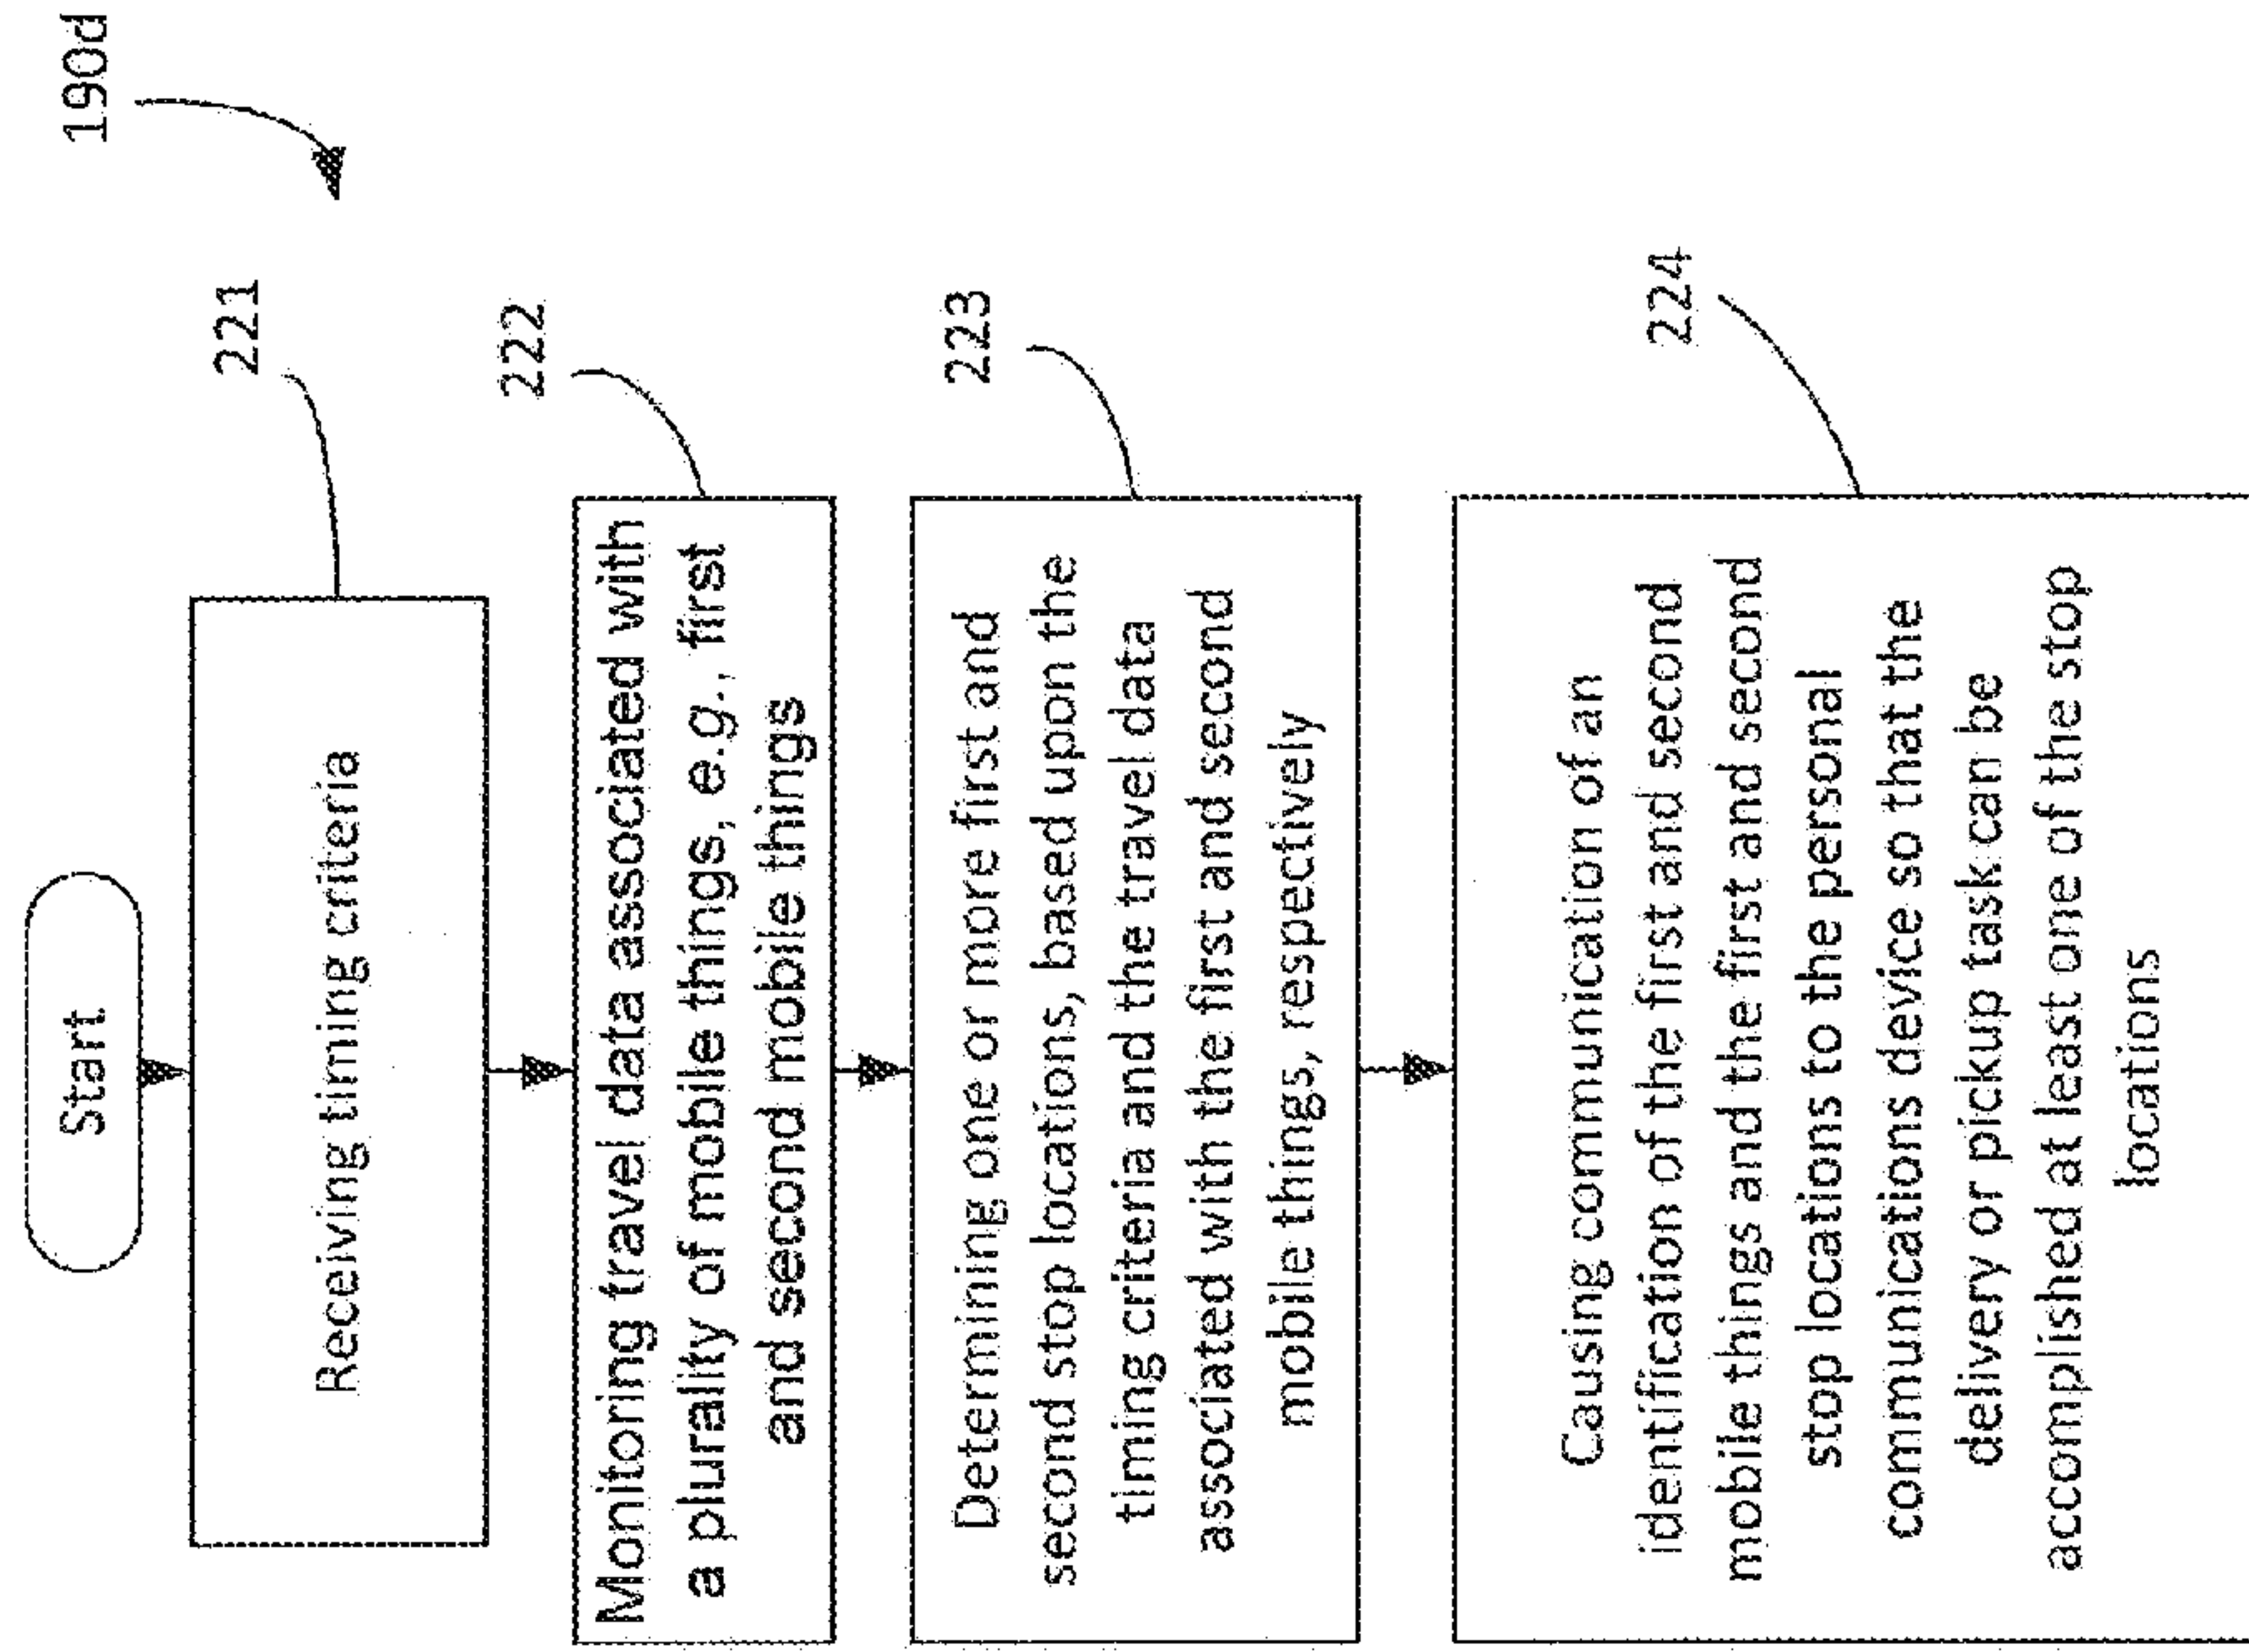 190d
Start
221
Receiving timing criteria
222
Monitoring travel data associated with
a plurality of mobile things, e.g., first
and second mobile things
223
Determining one or more first and
second stop locations, based upon the
timing criteria and the travel data
associated with the first and second
mobile things, respectively
224
Causing communication of an
identification of the first and second
mobile things and the first and second
stop locations to the personal
communications device so that the
delivery or pickup task can be
accomplished at least one of the stop
locations